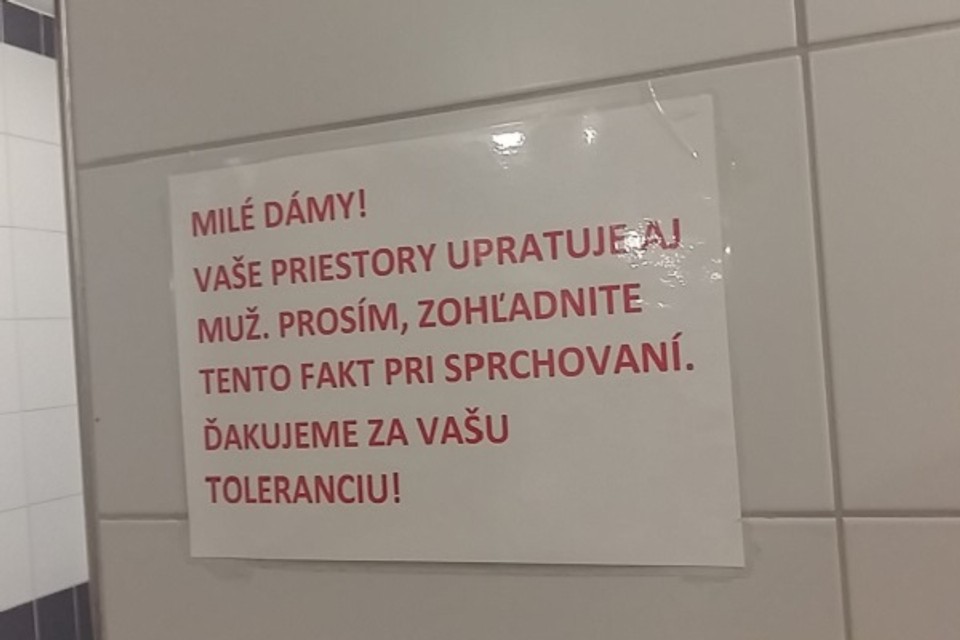 MILÉ DÁMY!
VAŠE PRIESTORY UPRATUJE AJ
MUŽ. PROSÍM, ZOHĽADNITE
TENTO FAKT PRI SPRCHOVANÍ.
ĎAKUJEME ZA VAŠU
TOLERANCIU!